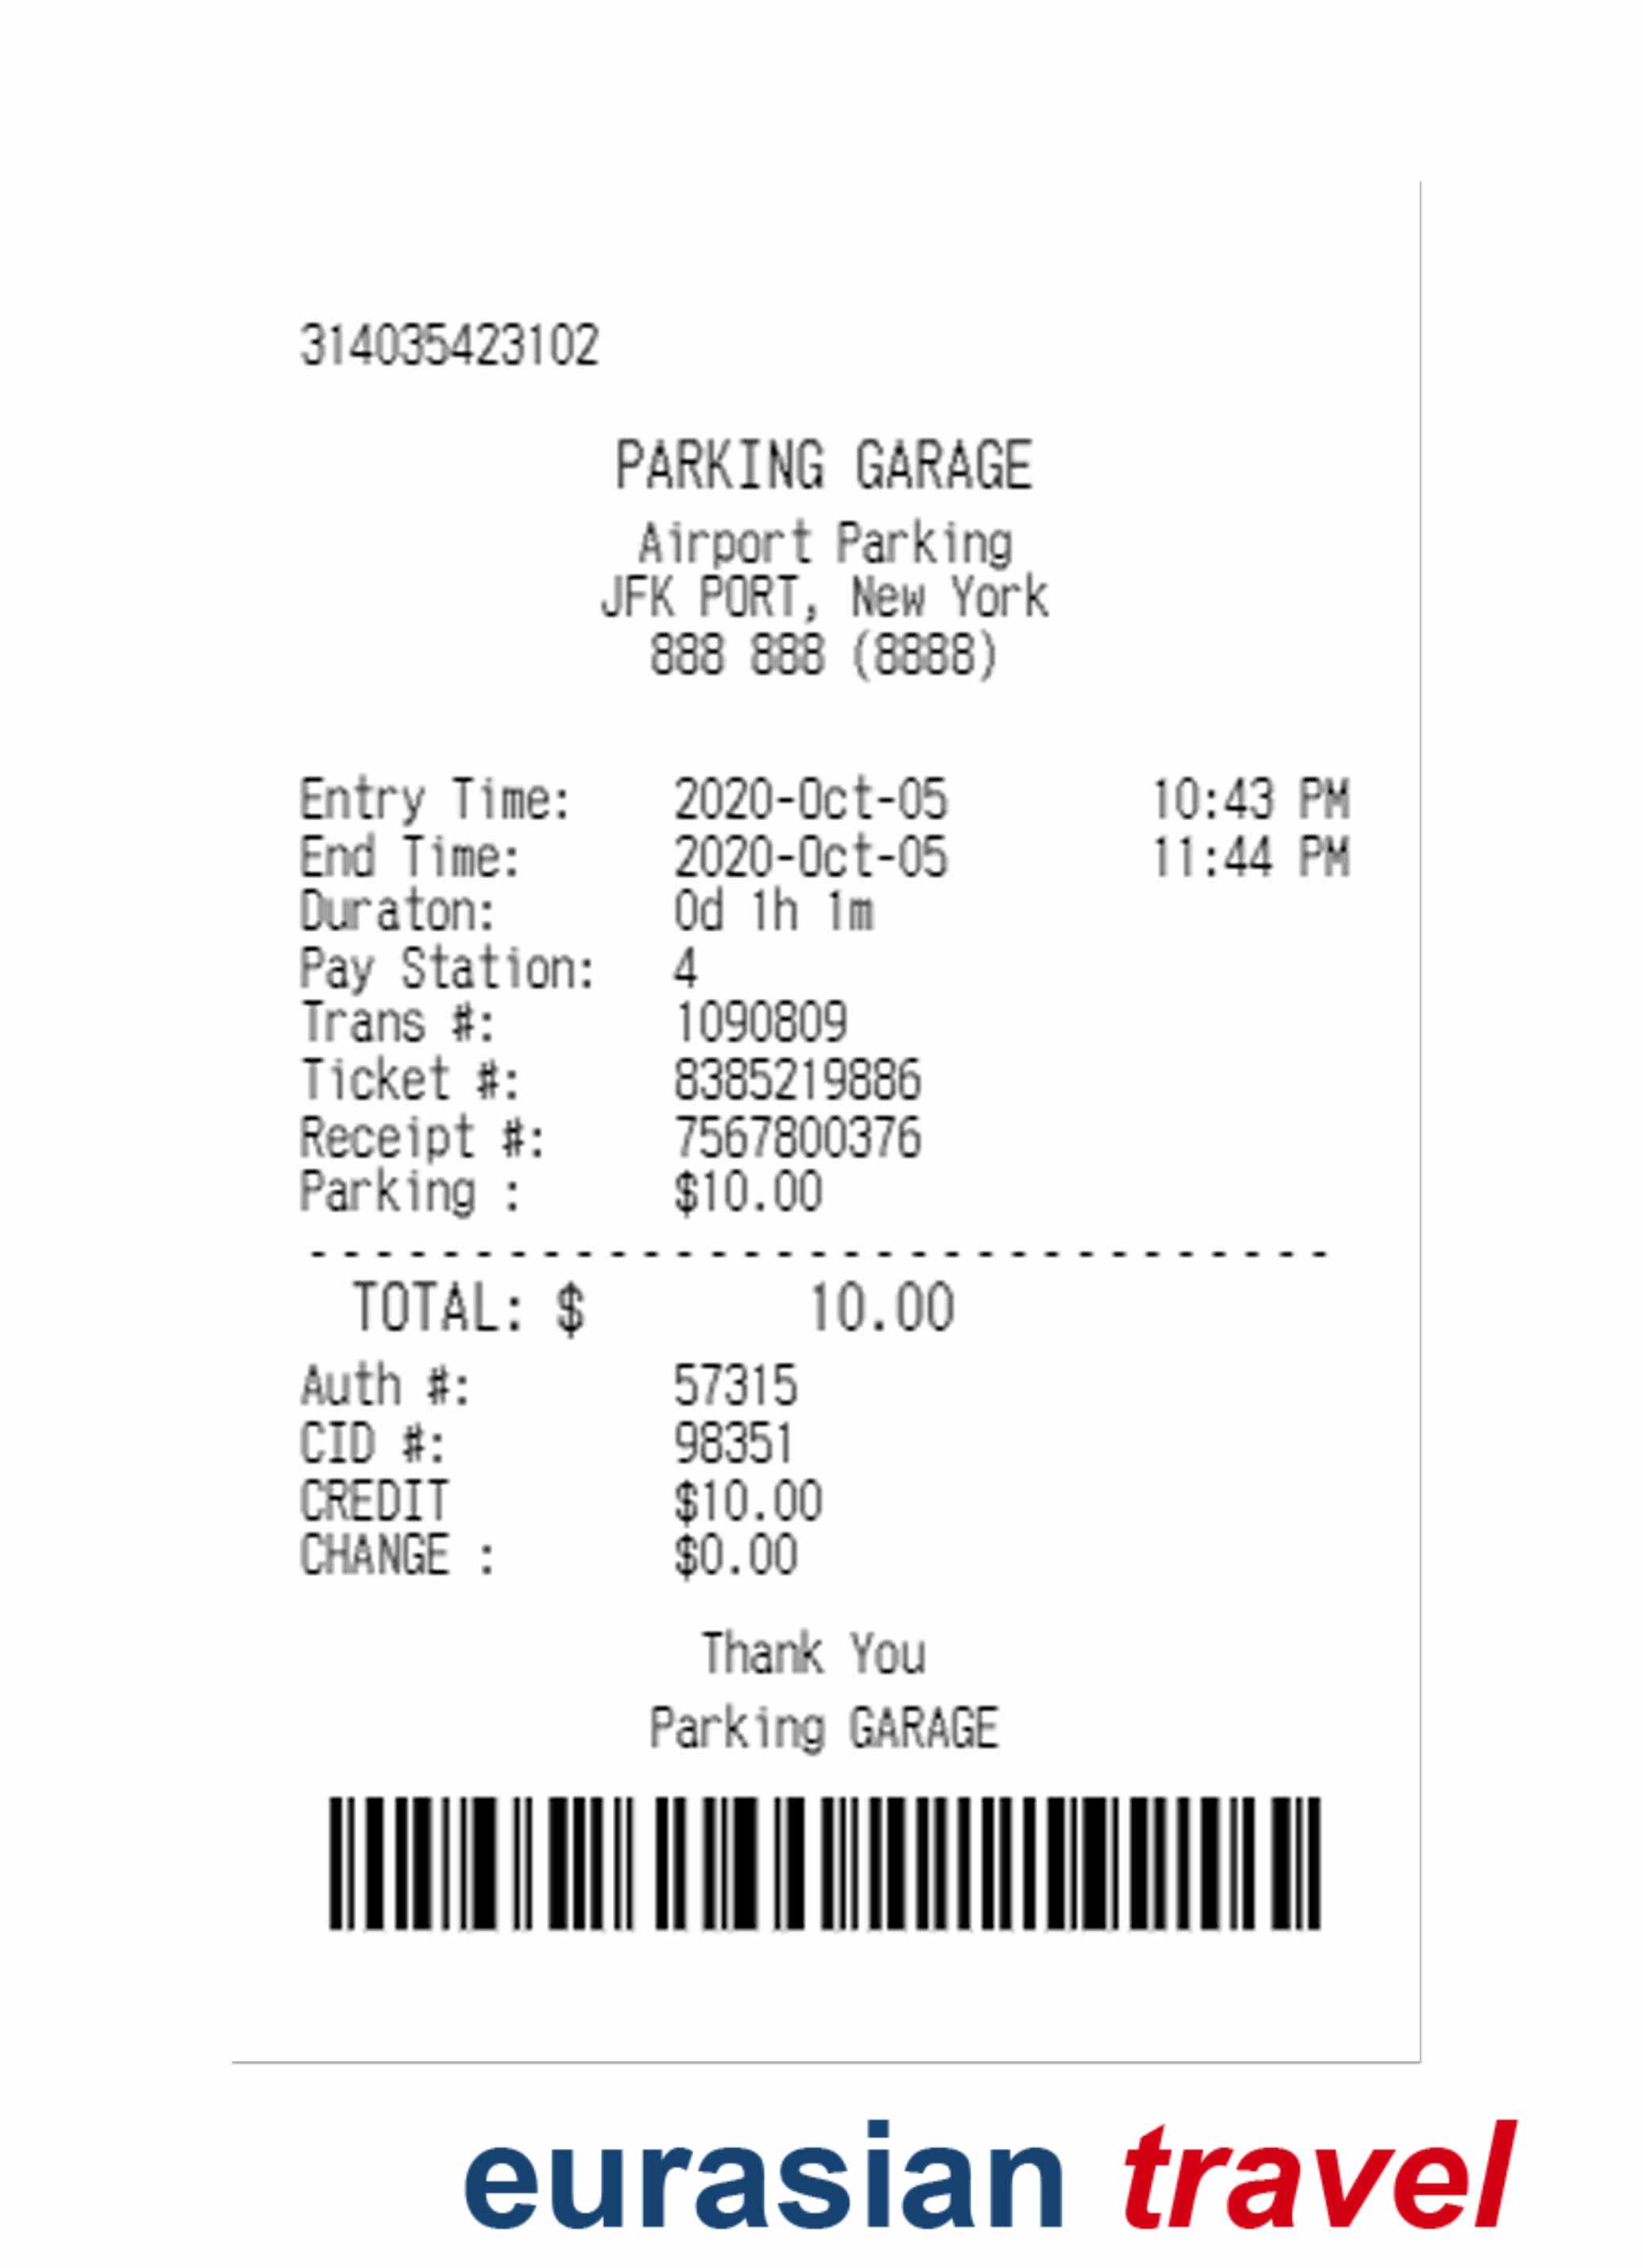 314035423102
PARKING GARAGE
Airport Parking
JFK PORT, New York
888 888 (8888)
Entry Time: 2020-Oct-05 10:43 PM
End Time: 2020-Oct-05 11:44 PM
Duraton: 0d 1h 1m
Pay Station: 4
Trans #: 1090809
Ticket #: 8385219886
Receipt #: 7567800376
Parking : $10.00
TOTAL: $ 10.00
Auth #: 57315
CID #: 98351
CREDIT $10.00
CHANGE : $0.00
Thank You
Parking GARAGE
eurasian travel